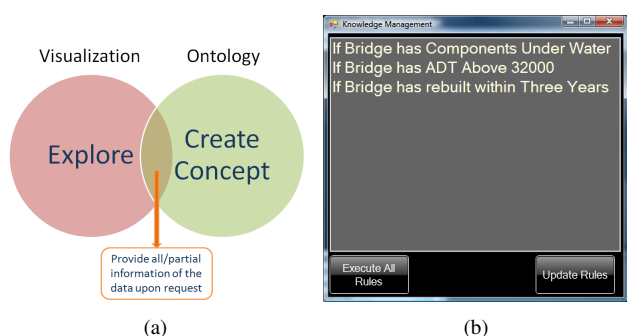 Visualization
Ontology
Explore
Create
Concept
Provide all/partial
information of the
data upon request
(a)
Knowledge Management
If Bridge has Components Under Water
If Bridge has ADT Above 32000
If Bridge has rebuilt within Three Years
Execute All
Rules
Update Rules
(b)